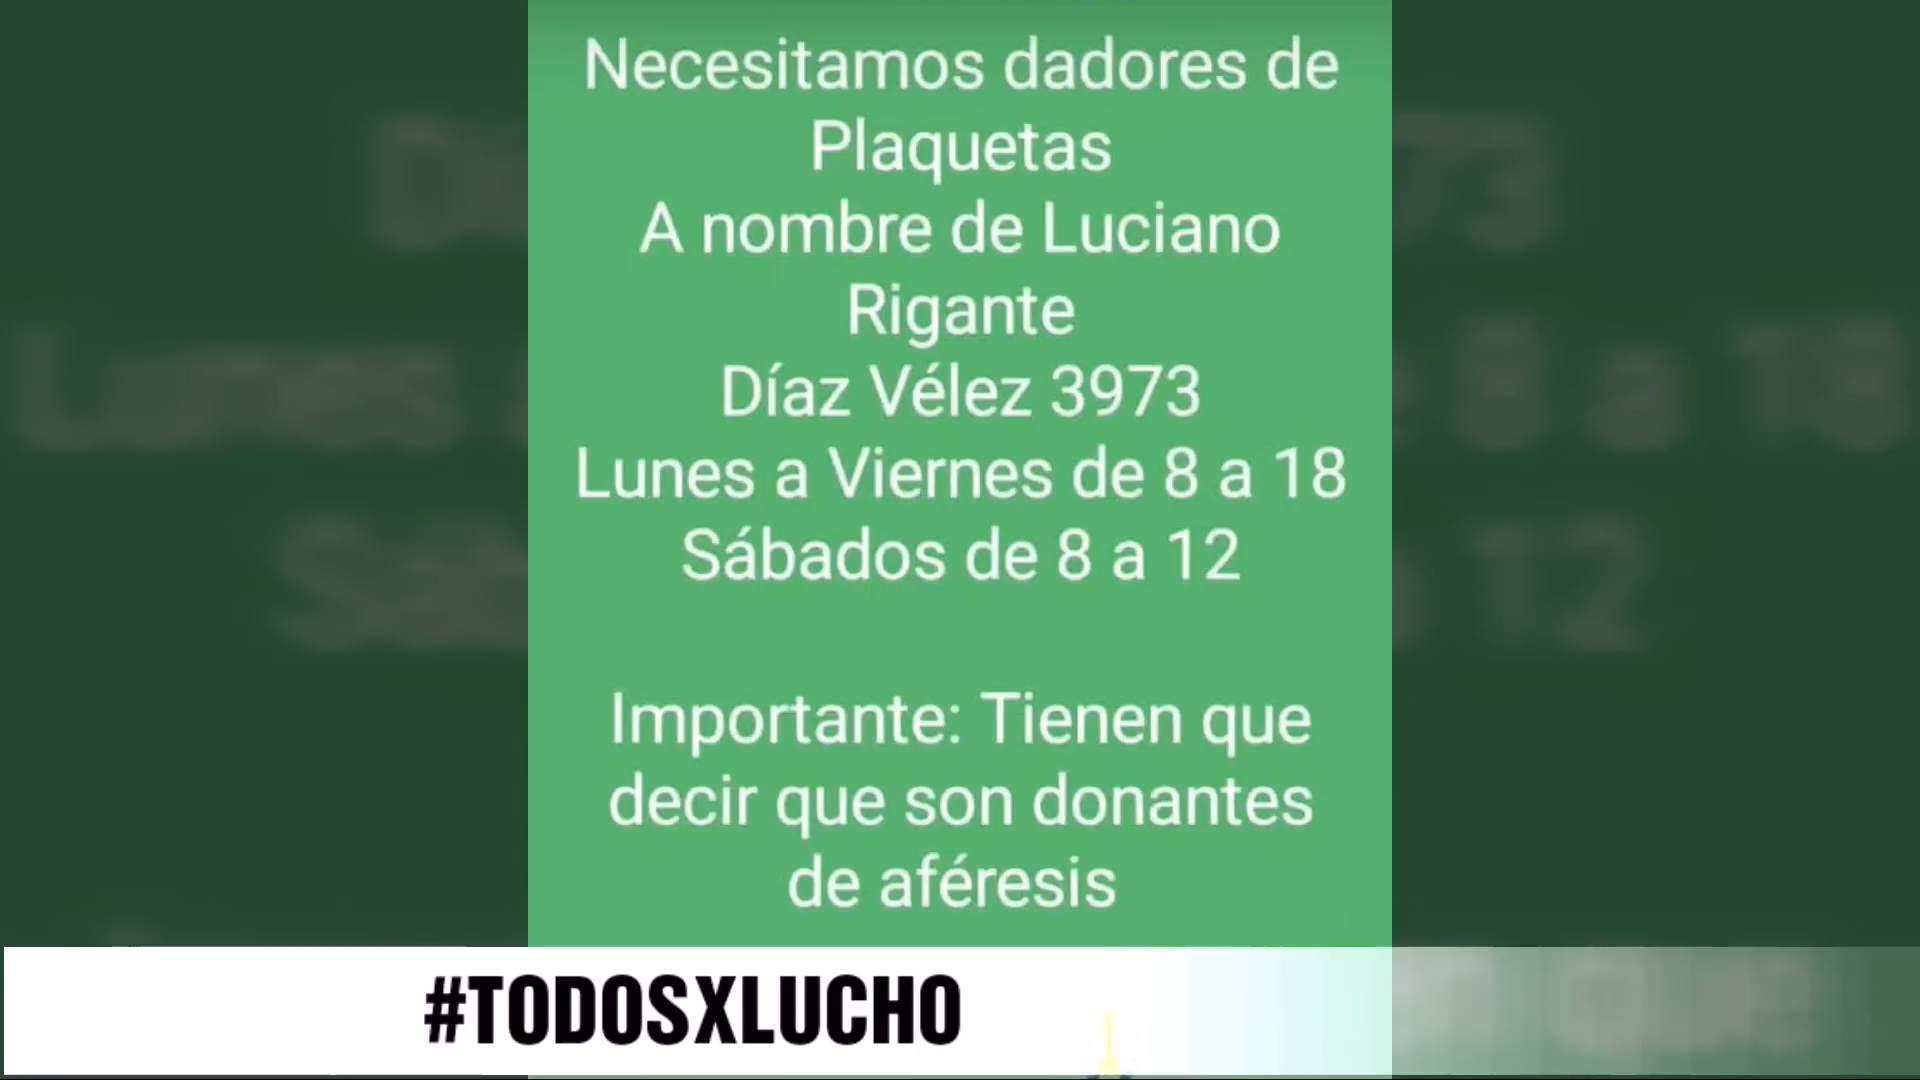 Necesitamos dadores de
Plaquetas
A nombre de Luciano
Rigante
Díaz Vélez 3973
Lunes a Viernes de 8 a 18
Sábados de 8 a 12
Importante: Tienen que
decir que son donantes
de aféresis
#TODOSXLUCHO